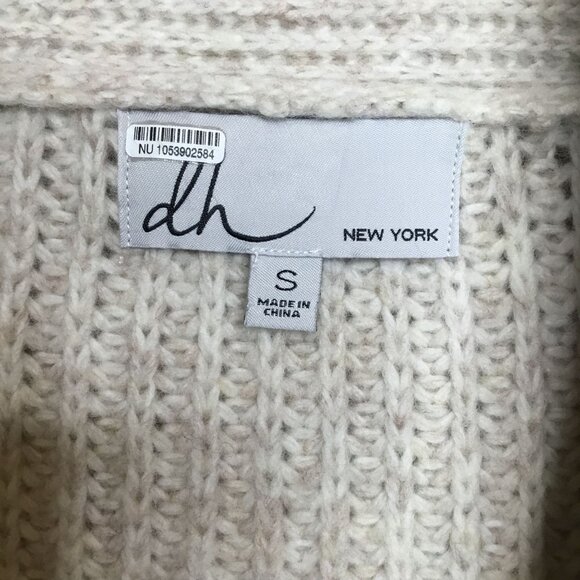 NU 1053902584
dh
NEW YORK
S
MADE IN
CHINA